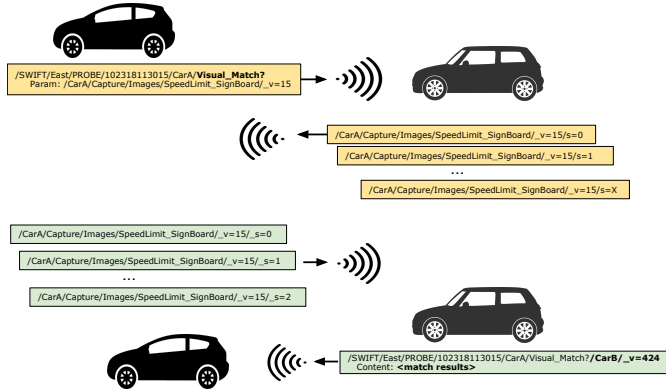 /SWIFT/East/PROBE/102318113015/CarA/Visual_Match?
Param: /CarA/Capture/Images/SpeedLimit_SignBoard/_v=15
/CarA/Capture/Images/SpeedLimit_SignBoard/_v=15/s=0
/CarA/Capture/Images/SpeedLimit_SignBoard/_v=15/s=1
...
/CarA/Capture/Images/SpeedLimit_SignBoard/_v=15/s=X
/CarA/Capture/Images/SpeedLimit_SignBoard/_v=15/_s=0
/CarA/Capture/Images/SpeedLimit_SignBoard/_v=15/_s=1
...
/CarA/Capture/Images/SpeedLimit_SignBoard/_v=15/_s=2
/SWIFT/East/PROBE/102318113015/CarA/Visual_Match?/CarB/_v=424
Content: <match results>